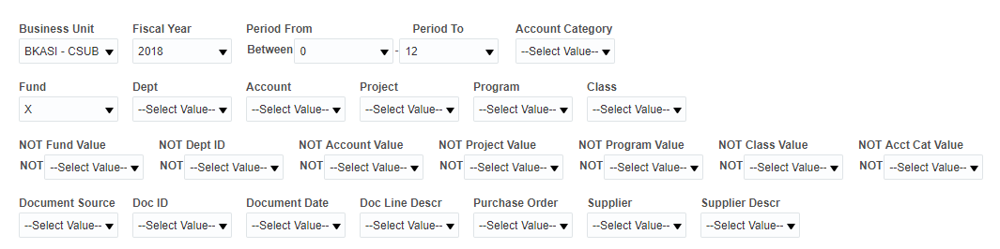 Business Unit Fiscal Year Period From Period To Account Category
BKASI - CSUB 2018 Between 0 - 12 --Select Value--
Fund Dept Account Project Program Class
X --Select Value-- --Select Value-- --Select Value-- --Select Value-- --Select Value--
NOT Fund Value NOT Dept ID NOT Account Value NOT Project Value NOT Program Value NOT Class Value NOT Acct Cat Value
NOT --Select Value-- NOT --Select Value-- NOT --Select Value-- NOT --Select Value-- NOT --Select Value-- NOT --Select Value-- NOT --Select Value--
Document Source Doc ID Document Date Doc Line Descr Purchase Order Supplier Supplier Descr
--Select Value-- --Select Value-- --Select Value-- --Select Value-- --Select Value-- --Select Value-- --Select Value--